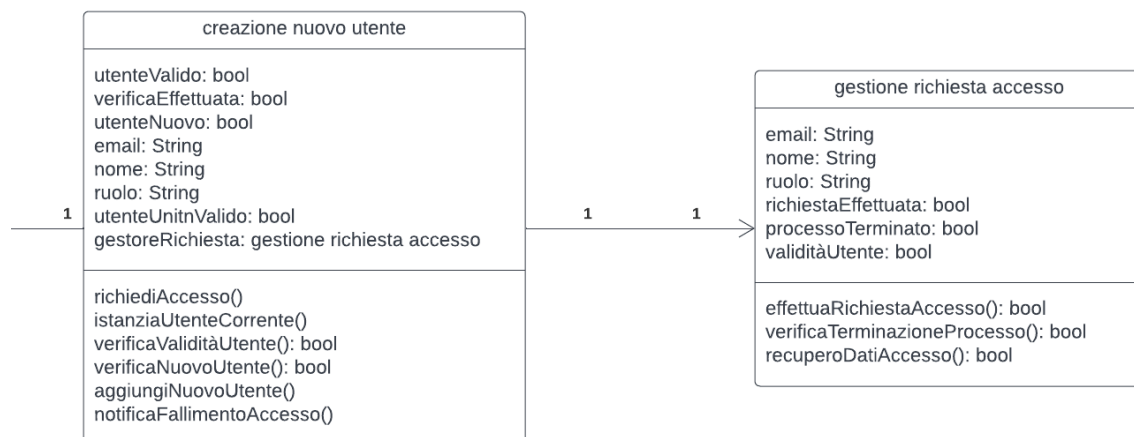 creazione nuovo utente
utenteValido: bool
verificaEffettuata: bool
utenteNuovo: bool
email: String
nome: String
ruolo: String
utenteUnitnValido: bool
gestoreRichiesta: gestione richiesta accesso
richiediAccesso()
istanziaUtenteCorrente()
verificaValiditàUtente(): bool
verificaNuovoUtente(): bool
aggiungiNuovoUtente()
notificaFallimentoAccesso()
1
1
1
gestione richiesta accesso
email: String
nome: String
ruolo: String
richiestaEffettuata: bool
processoTerminato: bool
validitàUtente: bool
effettuaRichiestaAccesso(): bool
verificaTerminazioneProcesso(): bool
recuperoDatiAccesso(): bool